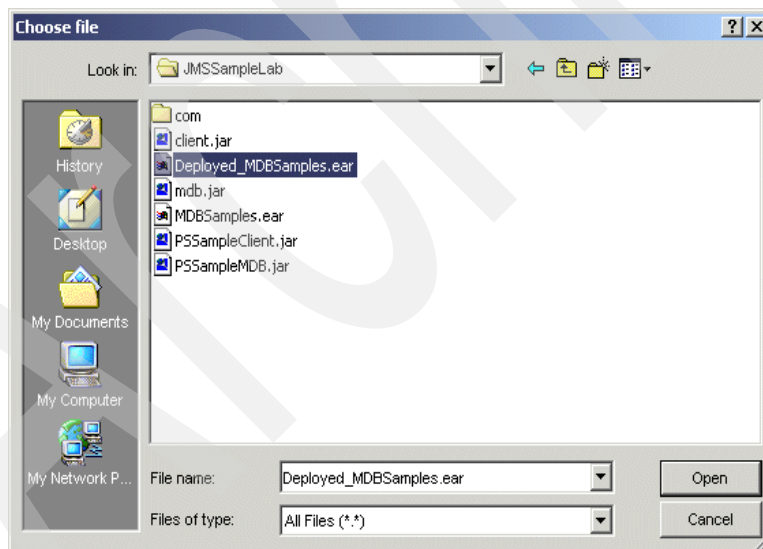 Choose file
Look in:
JMSSampleLab
History
Desktop
My Documents
My Computer
My Network P...
com
client.jar
Deployed_MDBSamples.ear
mdb.jar
MDBSamples.ear
PSSampleClient.jar
PSSampleMDB.jar
File name:
Deployed_MDBSamples.ear
Open
Files of type:
All Files (*.*)
Cancel